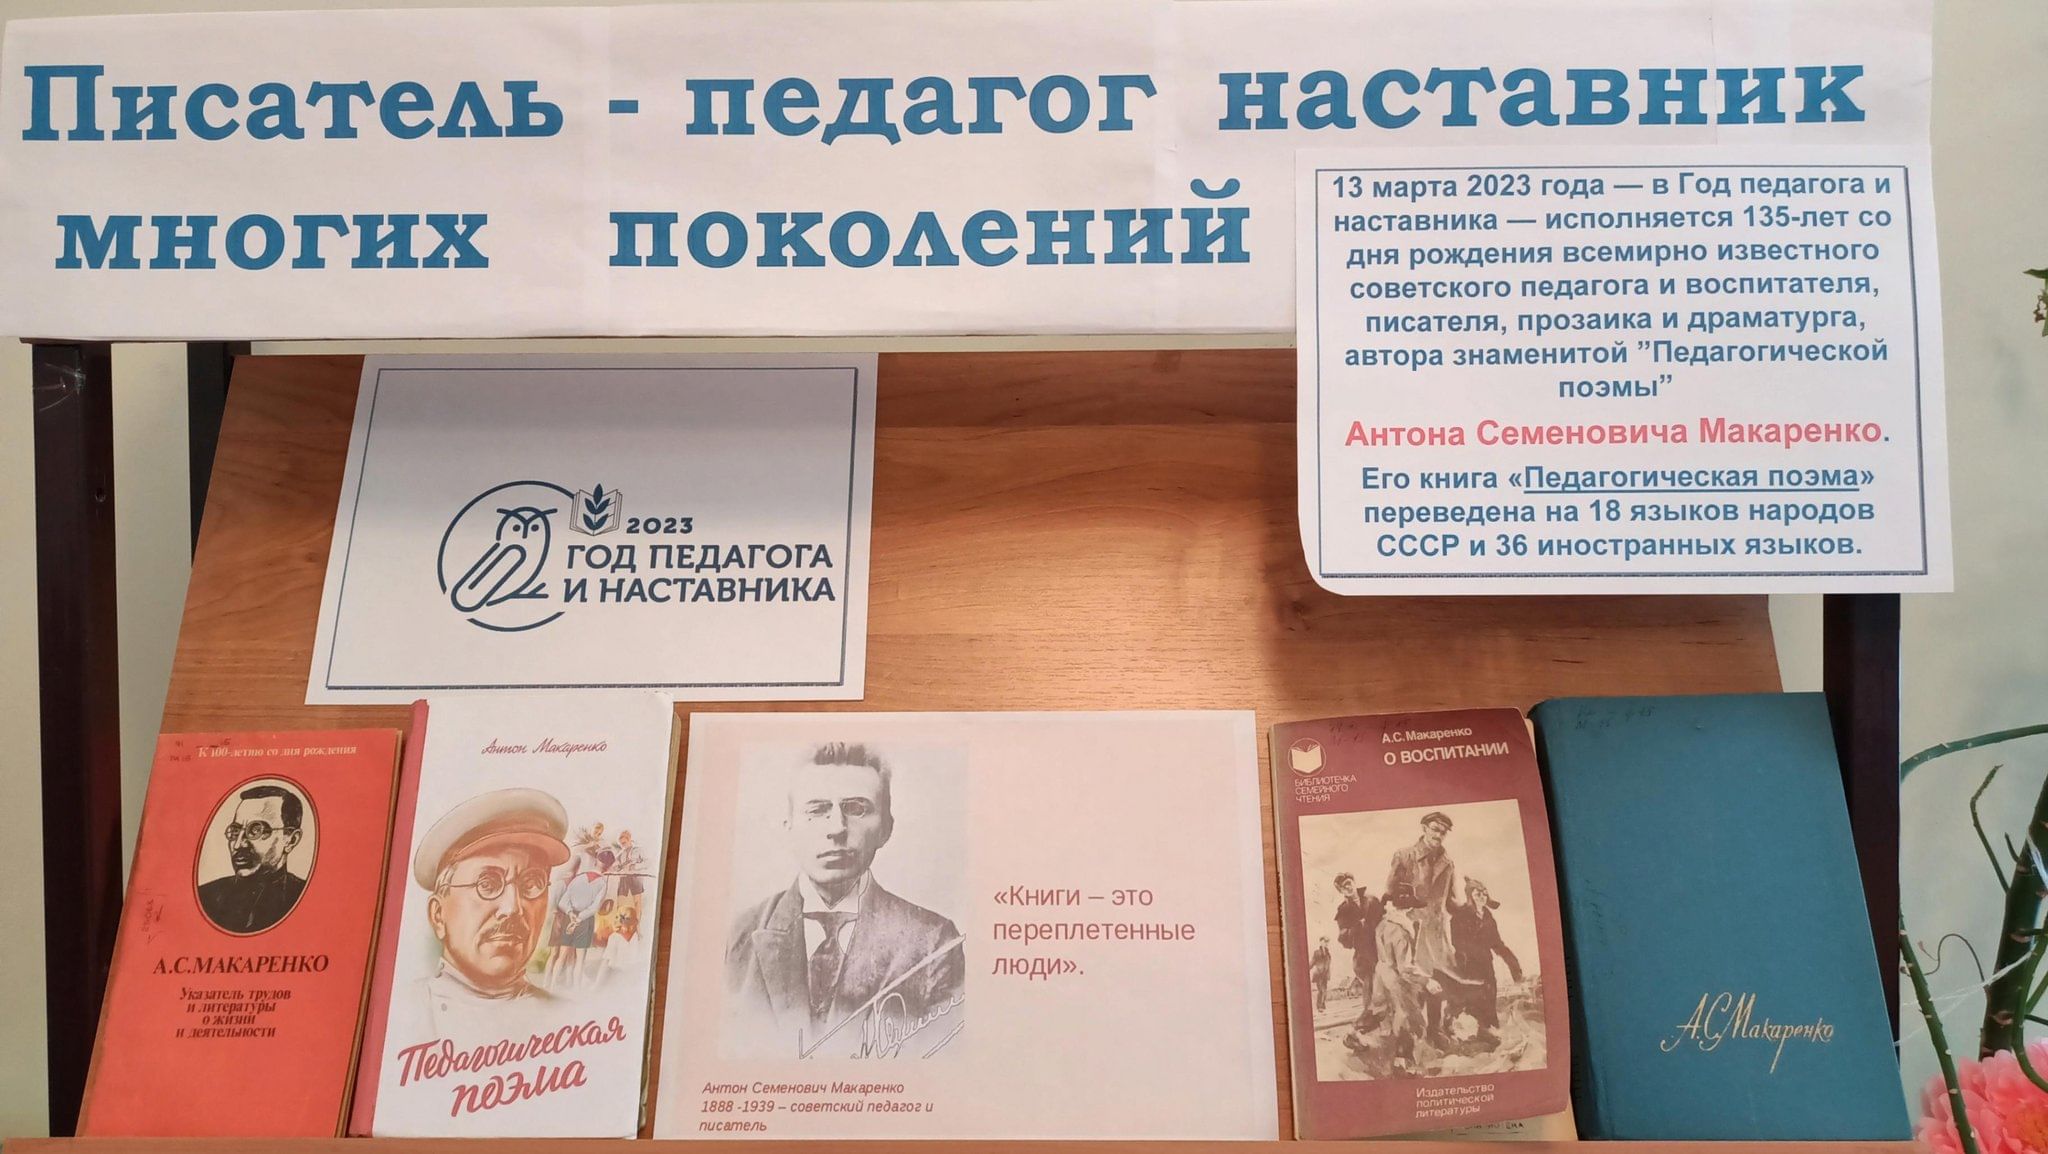 Писатель - педагог наставник
многих поколений
13 марта 2023 года — в Год педагога и
наставника — исполняется 135-лет со
дня рождения всемирно известного
советского педагога и воспитателя,
писателя, прозаика и драматурга,
автора знаменитой ”Педагогической
поэмы”
Антона Семеновича Макаренко.
Его книга «Педагогическая поэма»
переведена на 18 языков народов
СССР и 36 иностранных языков.
2023
ГОД ПЕДАГОГА
И НАСТАВНИКА
К 100-летию со дня рождения
А.С.МАКАРЕНКО
Указатель трудов
и литературы
о жизни
и деятельности
Антон Макаренко
Педагогическая
поэма
«Книги – это
переплетенные
люди».
Антон Семенович Макаренко
1888 -1939 – советский педагог и
писатель
А.С. Макаренко
О ВОСПИТАНИИ
БИБЛИОТЕЧКА
СЕМЕЙНОГО
ЧТЕНИЯ
Издательство
политической
литературы
А.С.Макаренко